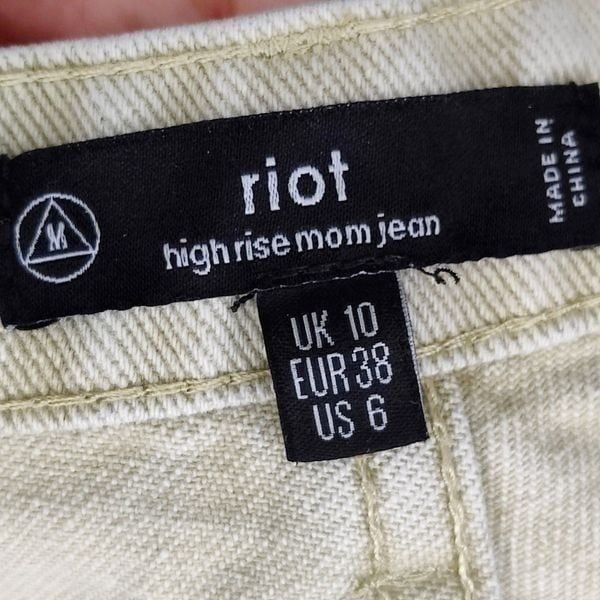 M
riot
high rise mom jean
MADE IN
CHINA
UK 10
EUR 38
US 6